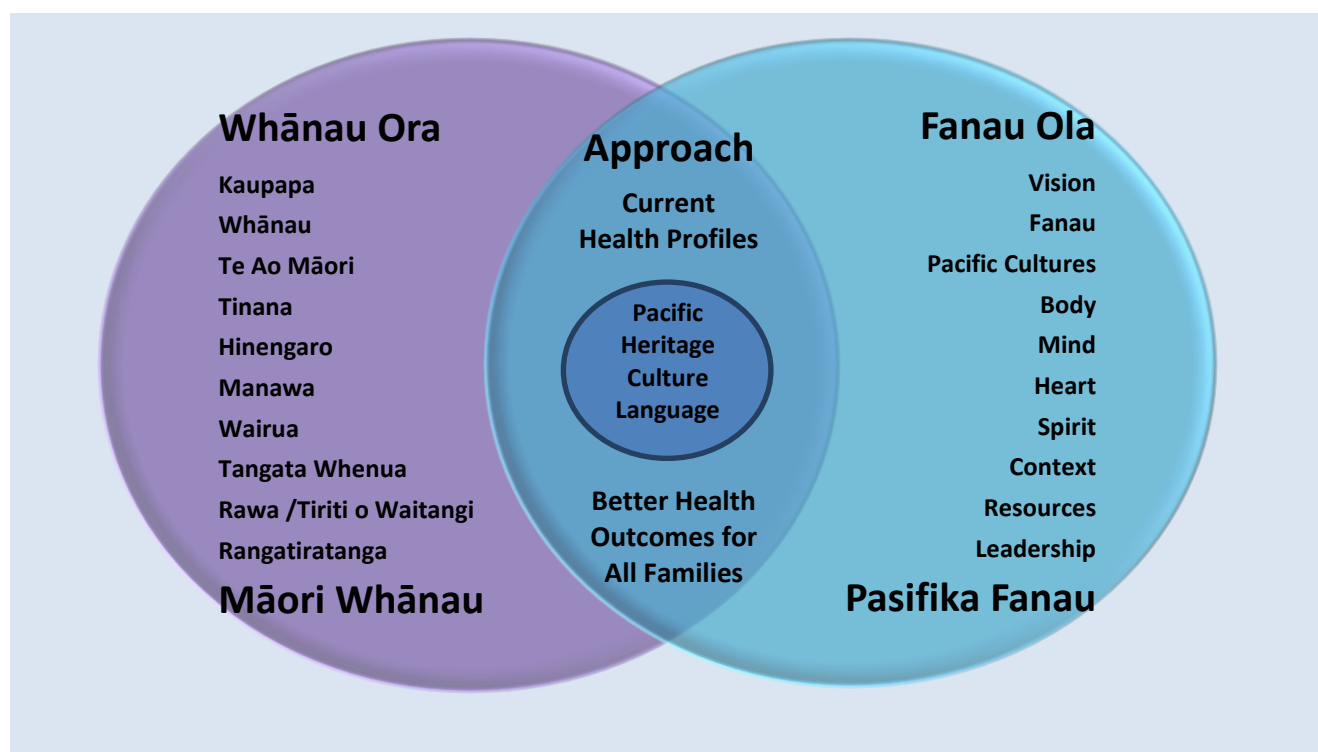 Whānau Ora
Kaupapa
Whānau
Te Ao Māori
Tinana
Hinengaro
Manawa
Wairua
Tangata Whenua
Rawa /Tiriti o Waitangi
Rangatiratanga
Māori Whānau
Approach
Current
Health Profiles
Pacific
Heritage
Culture
Language
Better Health
Outcomes for
All Families
Fanau Ola
Vision
Fanau
Pacific Cultures
Body
Mind
Heart
Spirit
Context
Resources
Leadership
Pasifika Fanau